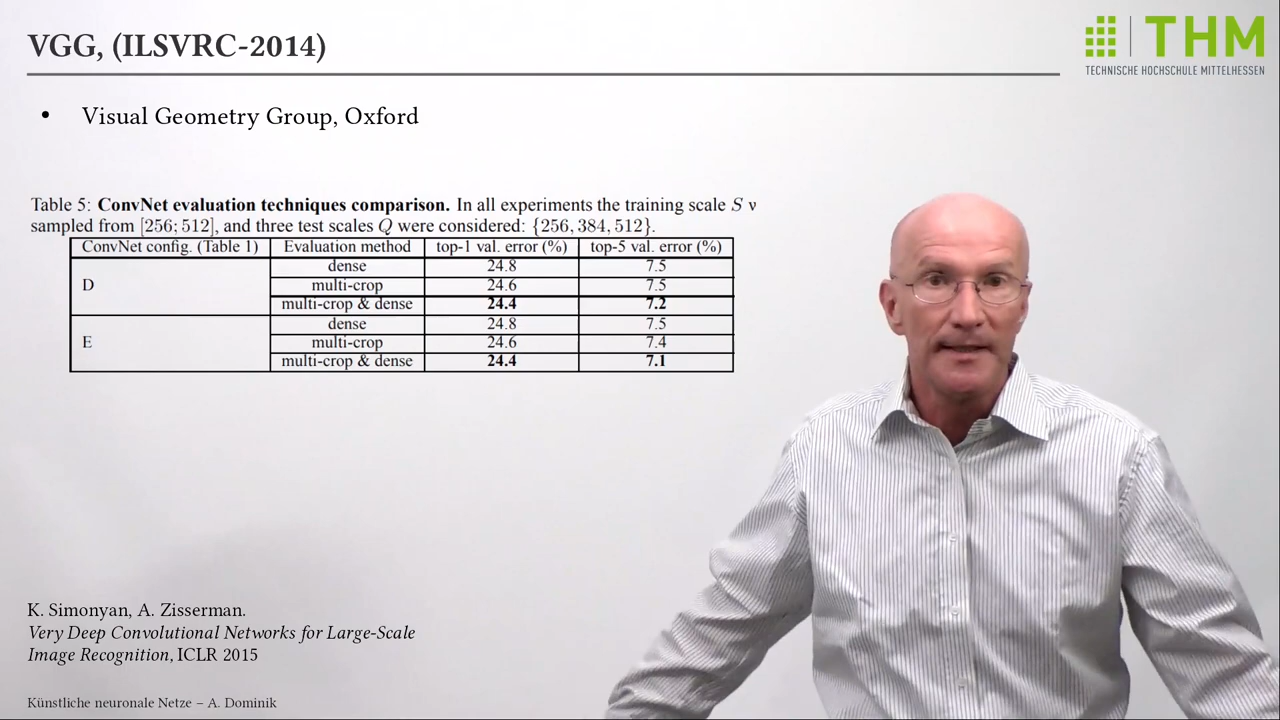 VGG, (ILSVRC-2014)
THM
TECHNISCHE HOCHSCHULE MITTELHESSEN
• Visual Geometry Group, Oxford
Table 5: ConvNet evaluation techniques comparison. In all experiments the training scale S
sampled from [256; 512], and three test scales Q were considered: {256, 384, 512}.
ConvNet config. (Table 1) Evaluation method top-1 val. error (%) top-5 val. error (%)
D
dense 24.8 7.5
multi-crop 24.6 7.5
multi-crop & dense 24.4 7.2
E
dense 24.8 7.5
multi-crop 24.6 7.4
multi-crop & dense 24.4 7.1
K. Simonyan, A. Zisserman.
Very Deep Convolutional Networks for Large-Scale
Image Recognition, ICLR 2015
Künstliche neuronale Netze – A. Dominik